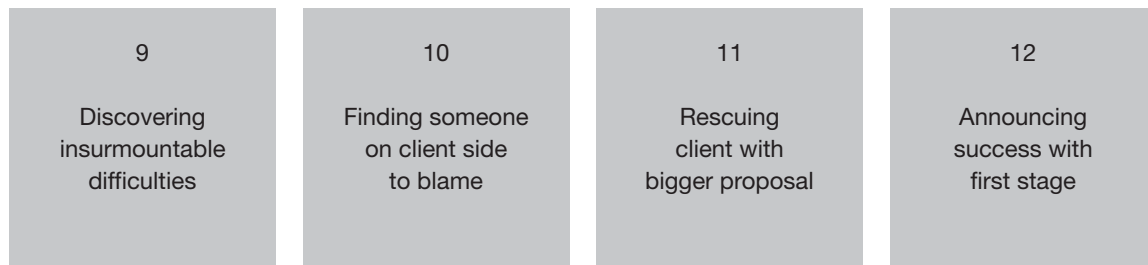 9
Discovering
insurmountable
difficulties
10
Finding someone
on client side
to blame
11
Rescuing
client with
bigger proposal
12
Announcing
success with
first stage